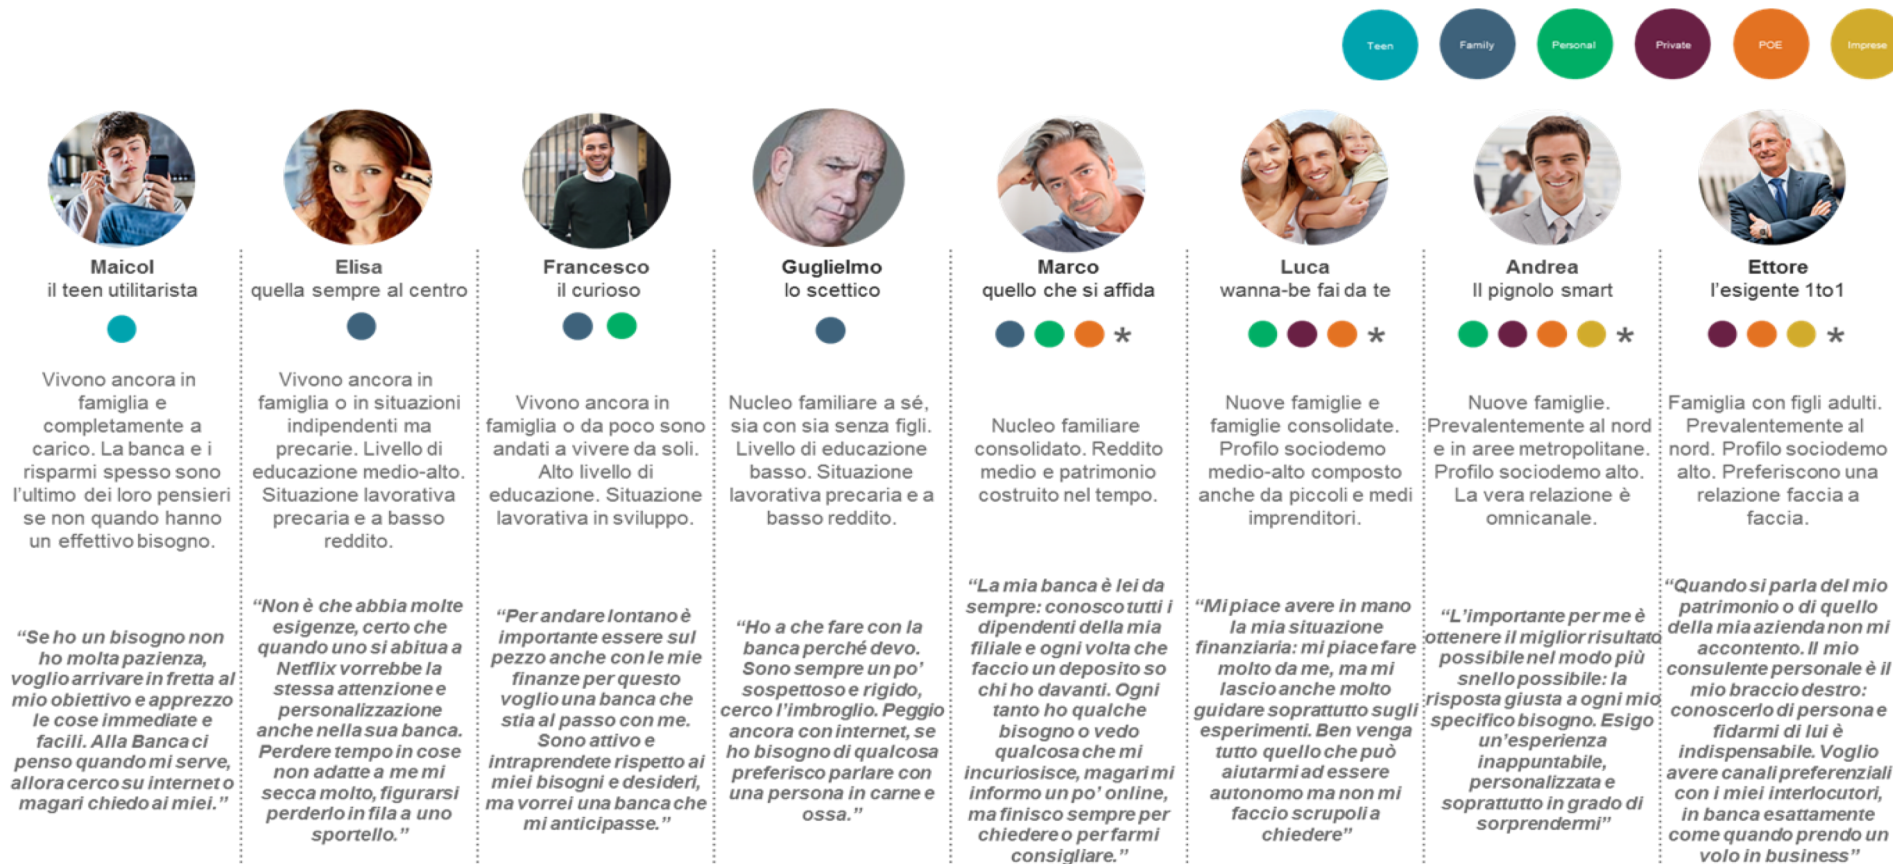 Teen
Family
Personal
Private
POE
Imprese
Maicol
il teen utilitarista
Vivono ancora in
famiglia e
completamente a
carico. La banca e i
risparmi spesso sono
l'ultimo dei loro pensieri
se non quando hanno
un effettivo bisogno.
“Se ho un bisogno non
ho molta pazienza,
voglio arrivare in fretta al
mio obiettivo e apprezzo
le cose immediate e
facili. Alla Banca ci
penso quando mi serve,
allora cerco su internet o
magari chiedo ai miei.”
Elisa
quella sempre al centro
Vivono ancora in
famiglia o in situazioni
indipendenti ma
precarie. Livello di
educazione medio-alto.
Situazione lavorativa
precaria e a basso
reddito.
“Non è che abbia molte
esigenze, certo che
quando uno si abitua a
Netflix vorrebbe la
stessa attenzione e
personalizzazione
anche nella sua banca.
Perdere tempo in cose
non adatte a me mi
secca molto, figurarsi
perderlo in fila a uno
sportello.”
Francesco
il curioso
Vivono ancora in
famiglia o da poco sono
andati a vivere da soli.
Alto livello di
educazione. Situazione
lavorativa in sviluppo.
“Per andare lontano è
importante essere sul
pezzo anche con le mie
finanze per questo
voglio una banca che
stia al passo con me.
Sono attivo e
intraprendete rispetto ai
miei bisogni e desideri,
ma vorrei una banca che
mi anticipasse.”
Guglielmo
lo scettico
Nucleo familiare a sé,
sia con sia senza figli.
Livello di educazione
basso. Situazione
lavorativa precaria e a
basso reddito.
“Ho a che fare con la
banca perché devo.
Sono sempre un po'
sospettoso e rigido,
cerco l'imbroglio. Peggio
ancora con internet, se
ho bisogno di qualcosa
preferisco parlare con
una persona in carne e
ossa.”
Marco
quello che si affida
*
Nucleo familiare
consolidato. Reddito
medio e patrimonio
costruito nel tempo.
“La mia banca è lei da
sempre: conosco tutti i
dipendenti della mia
filiale e ogni volta che
faccio un deposito so
chi ho davanti. Ogni
tanto ho qualche
bisogno o vedo
qualcosa che mi
incuriosisce, magari mi
informo un po' online,
ma finisco sempre per
chiedere o per farmi
consigliare.”
Luca
wanna-be fai da te
*
Nuove famiglie e
famiglie consolidate.
Profilo sociodemo
medio-alto composto
anche da piccoli e medi
imprenditori.
“Mi piace avere in mano
la mia situazione
finanziaria: mi piace fare
molto da me, ma mi
lascio anche molto
guidare soprattutto sugli
esperimenti. Ben venga
tutto quello che può
aiutarmi ad essere
autonomo ma non mi
faccio scrupoli a
chiedere”
Andrea
Il pignolo smart
*
Nuove famiglie.
Prevalentemente al nord
e in aree metropolitane.
Profilo sociodemo alto.
La vera relazione è
omnicanale.
“L'importante per me è
ottenere il miglior risultato
possibile nel modo più
snello possibile: la
risposta giusta a ogni mio
specifico bisogno. Esigo
un'esperienza
inappuntabile,
personalizzata e
soprattutto in grado di
sorprendermi”
Ettore
l'esigente 1to1
*
Famiglia con figli adulti.
Prevalentemente al
nord. Profilo sociodemo
alto. Preferiscono una
relazione faccia a
faccia.
“Quando si parla del mio
patrimonio o di quello
della mia azienda non mi
accontento. Il mio
consulente personale è il
mio braccio destro:
conoscerlo di persona e
fidarmi di lui è
indispensabile. Voglio
avere canali preferenziali
con i miei interlocutori,
in banca esattamente
come quando prendo un
volo in business”